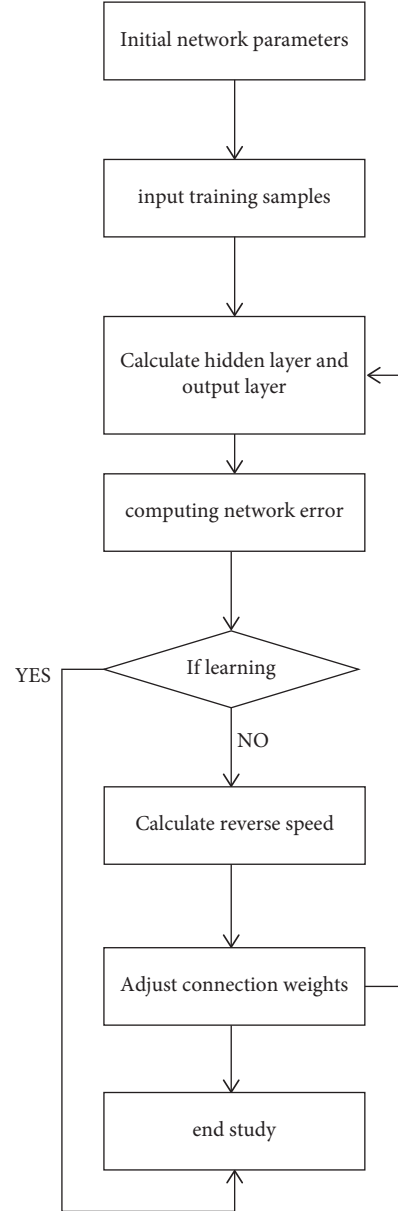 Initial network parameters
input training samples
Calculate hidden layer and
output layer
computing network error
If learning
YES
NO
Calculate reverse speed
Adjust connection weights
end study